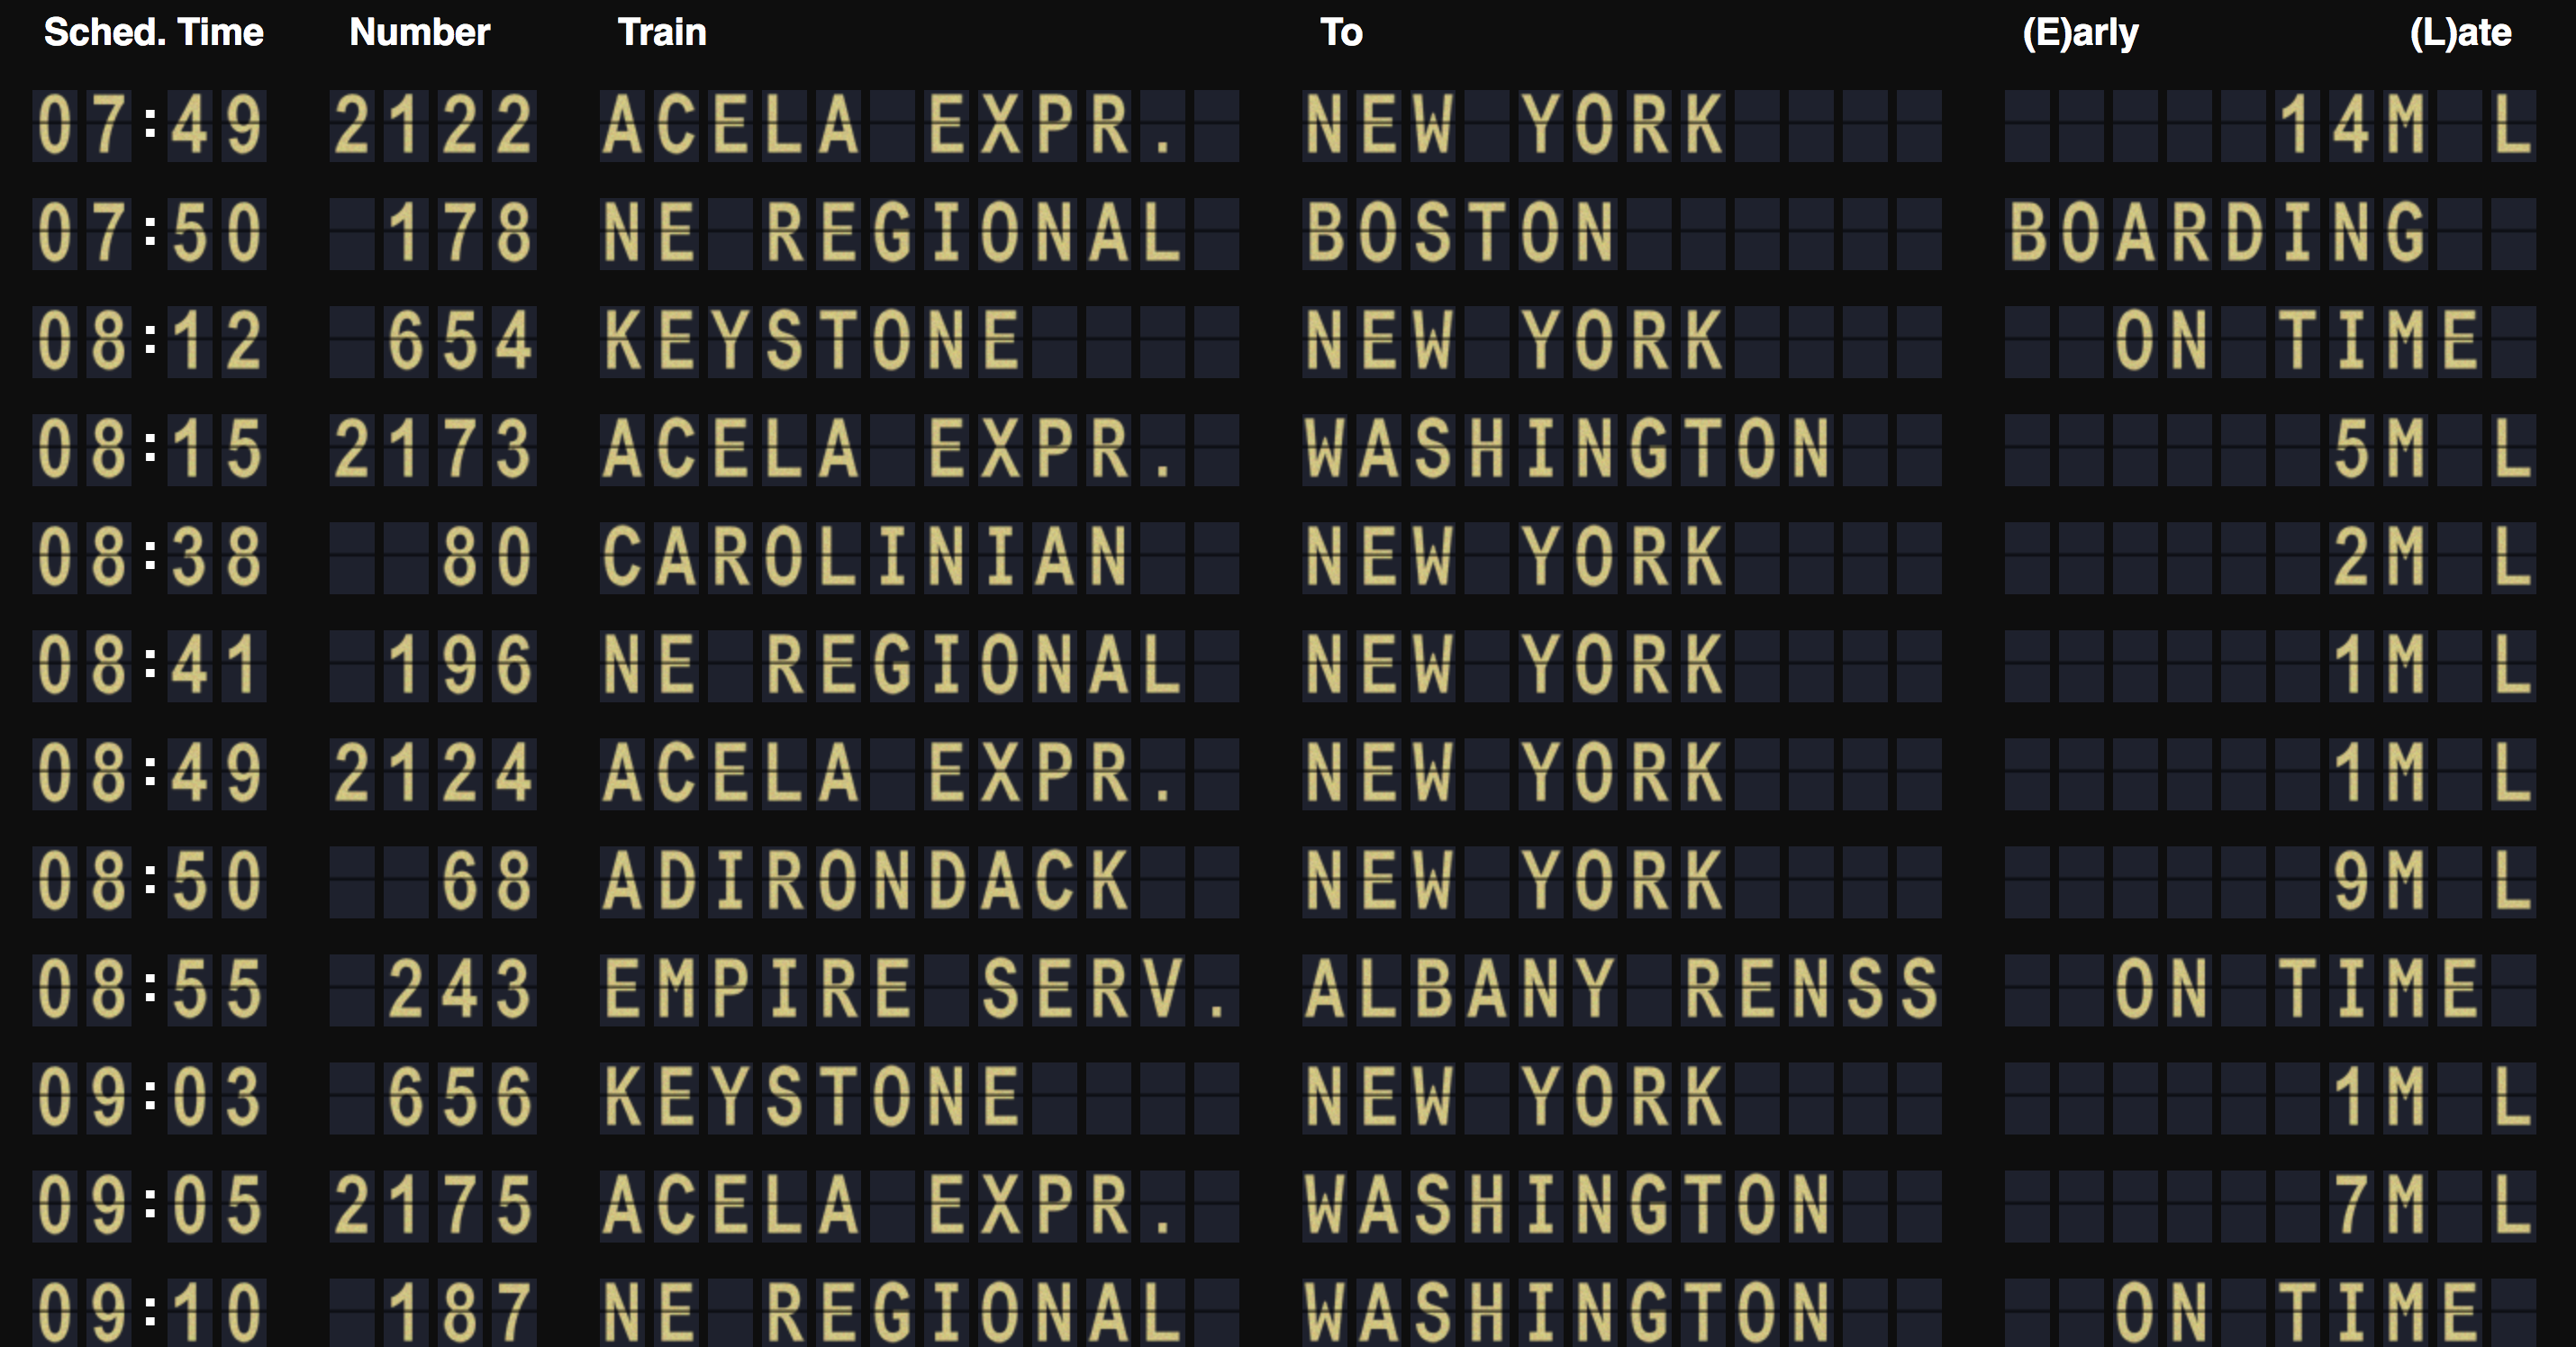 Sched. Time Number Train To (E)arly (L)ate
07:49 2122 ACELA EXPR. NEW YORK 14M L
07:50 178 NE REGIONAL BOSTON BOARDING
08:12 654 KEYSTONE NEW YORK ON TIME
08:15 2173 ACELA EXPR. WASHINGTON 5M L
08:38 80 CAROLINIAN NEW YORK 2M L
08:41 196 NE REGIONAL NEW YORK 1M L
08:49 2124 ACELA EXPR. NEW YORK 1M L
08:50 68 ADIRONDACK NEW YORK 9M L
08:55 243 EMPIRE SERV. ALBANY RENSS ON TIME
09:03 656 KEYSTONE NEW YORK 1M L
09:05 2175 ACELA EXPR. WASHINGTON 7M L
09:10 187 NE REGIONAL WASHINGTON ON TIME